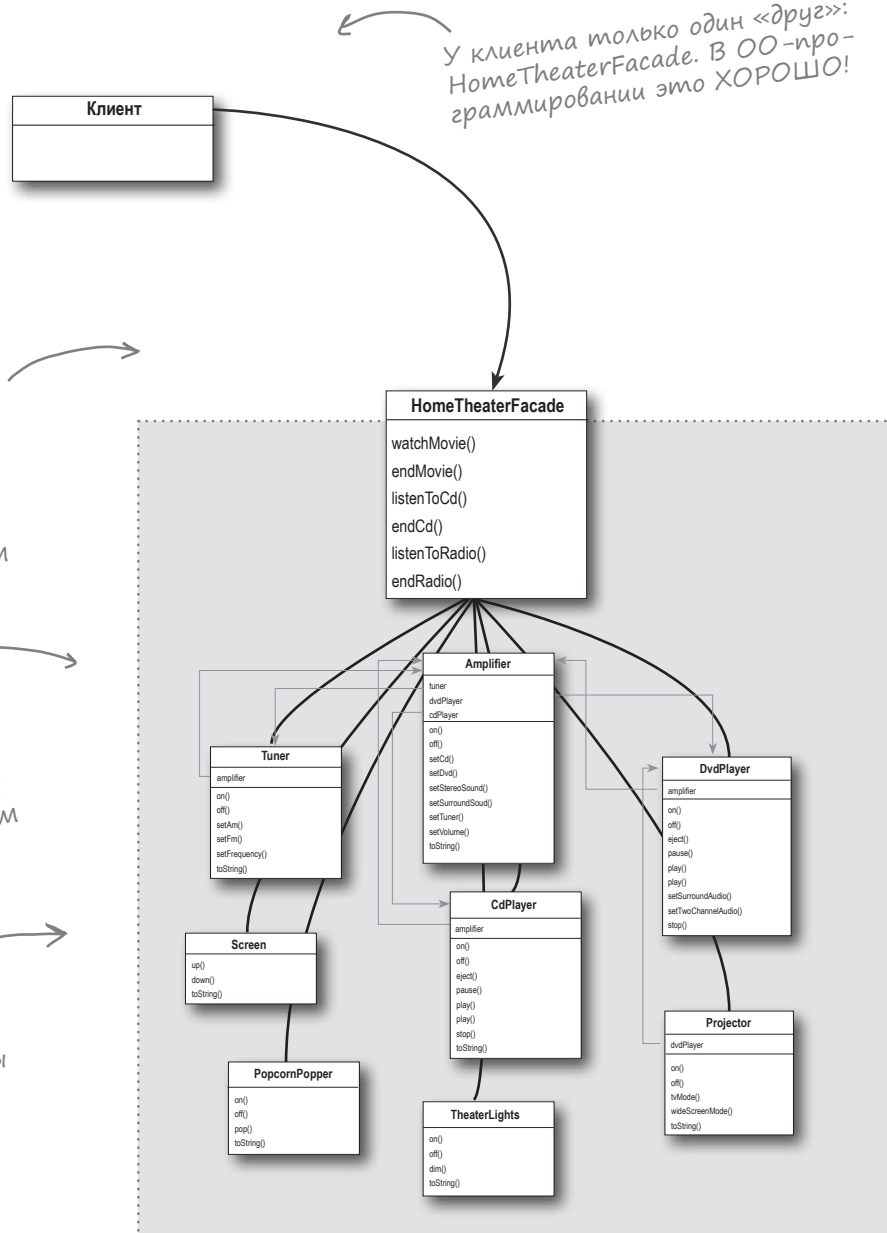 У клиента только один «друг»:
HomeTheaterFacade. В ОО-про-
граммировании это ХОРОШО!
Клиент
HomeTheaterFacade
watchMovie()
endMovie()
listenToCd()
endCd()
listenToRadio()
endRadio()
Amplifier
tuner
dvdPlayer
cdPlayer
on()
off()
setCd()
setDvd()
setStereoSound()
setSurroundSoud()
setTuner()
setVolume()
toString()
Tuner
amplifier
on()
off()
setAm()
setFm()
setFrequency()
toString()
DvdPlayer
amplifier
on()
off()
eject()
pause()
play()
play()
setSurroundAudio()
setTwoChannelAudio()
stop()
Screen
up()
down()
toString()
CdPlayer
amplifier
on()
off()
eject()
pause()
play()
play()
stop()
toString()
Projector
dvdPlayer
on()
off()
tvMode()
wideScreenMode()
toString()
PopcornPopper
on()
off()
pop()
toString()
TheaterLights
on()
off()
dim()
toString()